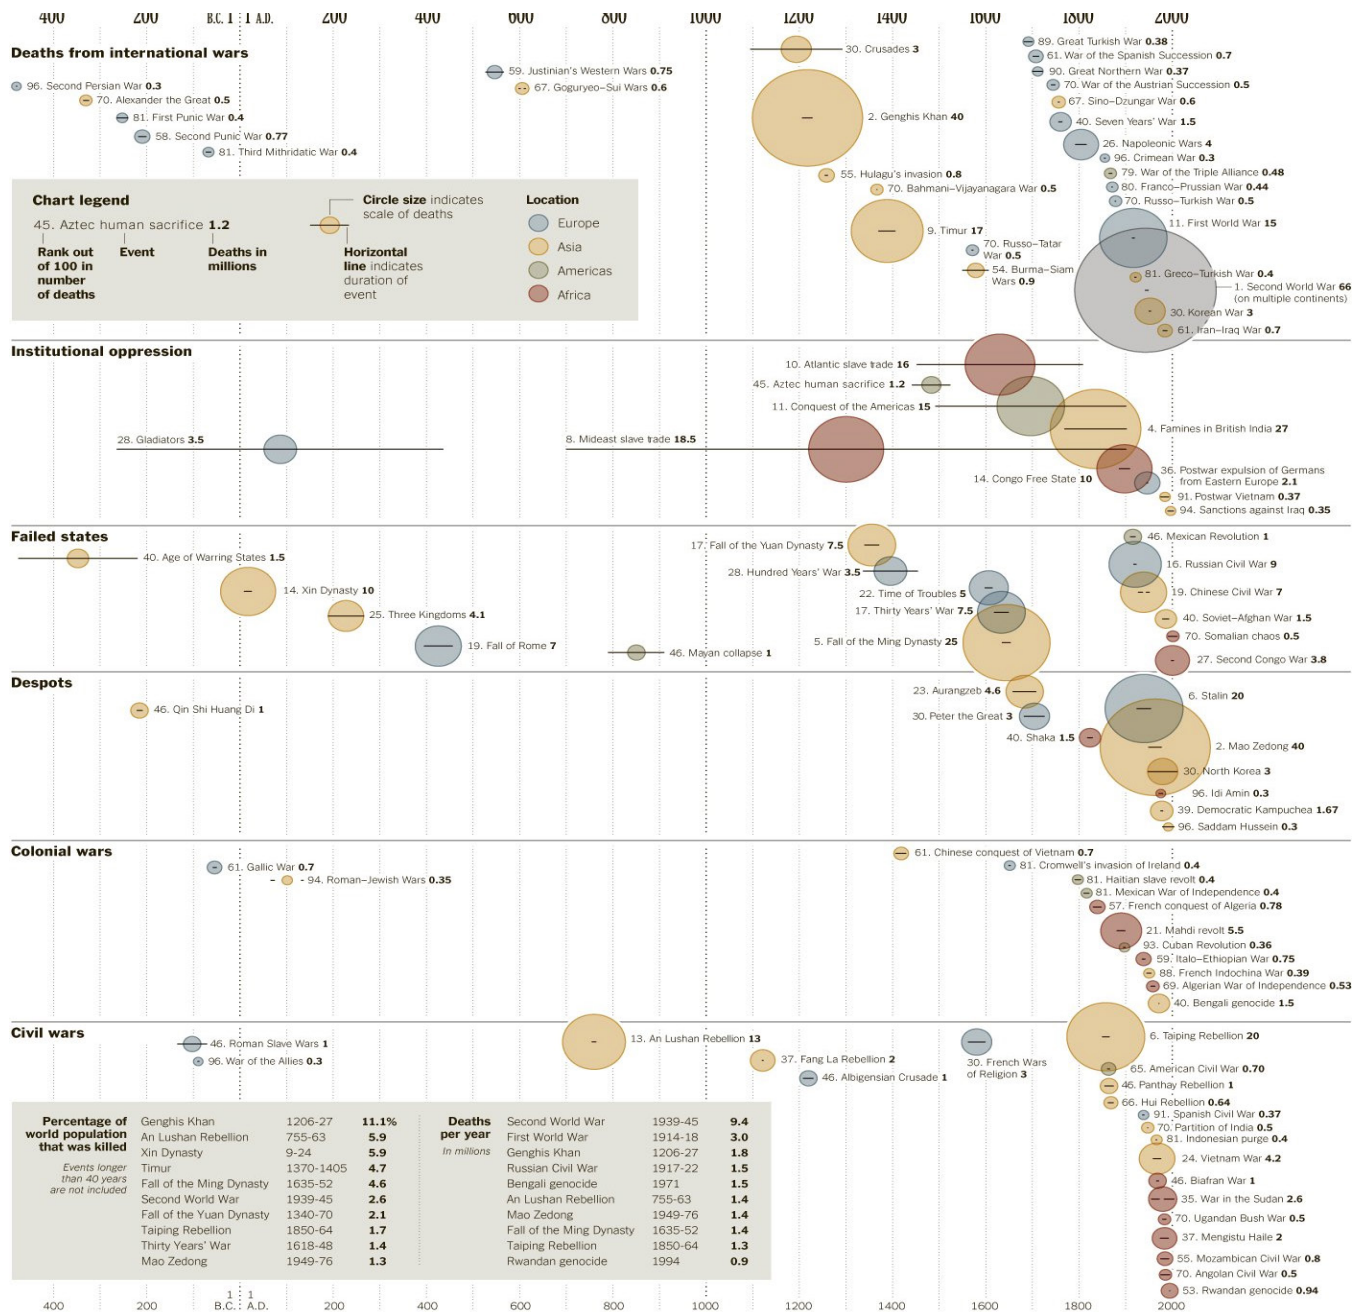 400 200 B.C. 1 1 A.D. 200 400 600 800 1000 1200 1400 1600 1800 2000
Deaths from international wars
96. Second Persian War 0.3
70. Alexander the Great 0.5
81. First Punic War 0.4
58. Second Punic War 0.77
81. Third Mithridatic War 0.4
59. Justinian's Western Wars 0.75
67. Goguryeo–Sui Wars 0.6
30. Crusades 3
2. Genghis Khan 40
55. Hulagu's invasion 0.8
70. Bahmani–Vijayanagara War 0.5
9. Timur 17
70. Russo–Tatar
War 0.5
54. Burma–Siam
Wars 0.9
89. Great Turkish War 0.38
61. War of the Spanish Succession 0.7
90. Great Northern War 0.37
70. War of the Austrian Succession 0.5
67. Sino–Dzungar War 0.6
40. Seven Years' War 1.5
26. Napoleonic Wars 4
96. Crimean War 0.3
79. War of the Triple Alliance 0.48
80. Franco–Prussian War 0.44
70. Russo–Turkish War 0.5
11. First World War 15
81. Greco–Turkish War 0.4
1. Second World War 66
(on multiple continents)
30. Korean War 3
61. Iran–Iraq War 0.7
Chart legend
45. Aztec human sacrifice 1.2
Rank out
of 100 in
number
of deaths
Event
Deaths in
millions
Circle size indicates
scale of deaths
Horizontal
line indicates
duration of
event
Location
Europe
Asia
Americas
Africa
Institutional oppression
28. Gladiators 3.5
8. Mideast slave trade 18.5
10. Atlantic slave trade 16
45. Aztec human sacrifice 1.2
11. Conquest of the Americas 15
4. Famines in British India 27
14. Congo Free State 10
36. Postwar expulsion of Germans
from Eastern Europe 2.1
91. Postwar Vietnam 0.37
94. Sanctions against Iraq 0.35
Failed states
40. Age of Warring States 1.5
14. Xin Dynasty 10
25. Three Kingdoms 4.1
19. Fall of Rome 7
46. Mayan collapse 1
17. Fall of the Yuan Dynasty 7.5
28. Hundred Years' War 3.5
22. Time of Troubles 5
17. Thirty Years' War 7.5
5. Fall of the Ming Dynasty 25
46. Mexican Revolution 1
16. Russian Civil War 9
19. Chinese Civil War 7
40. Soviet–Afghan War 1.5
70. Somalian chaos 0.5
27. Second Congo War 3.8
Despots
46. Qin Shi Huang Di 1
23. Aurangzeb 4.6
30. Peter the Great 3
40. Shaka 1.5
6. Stalin 20
2. Mao Zedong 40
30. North Korea 3
96. Idi Amin 0.3
39. Democratic Kampuchea 1.67
96. Saddam Hussein 0.3
Colonial wars
61. Gallic War 0.7
94. Roman–Jewish Wars 0.35
61. Chinese conquest of Vietnam 0.7
81. Cromwell's invasion of Ireland 0.4
81. Haitian slave revolt 0.4
81. Mexican War of Independence 0.4
57. French conquest of Algeria 0.78
21. Mahdi revolt 5.5
93. Cuban Revolution 0.36
59. Italo–Ethiopian War 0.75
88. French Indochina War 0.39
69. Algerian War of Independence 0.53
40. Bengali genocide 1.5
Civil wars
46. Roman Slave Wars 1
96. War of the Allies 0.3
13. An Lushan Rebellion 13
37. Fang La Rebellion 2
46. Albigensian Crusade 1
30. French Wars
of Religion 3
6. Taiping Rebellion 20
65. American Civil War 0.70
46. Panthay Rebellion 1
66. Hui Rebellion 0.64
91. Spanish Civil War 0.37
70. Partition of India 0.5
81. Indonesian purge 0.4
24. Vietnam War 4.2
46. Biafran War 1
35. War in the Sudan 2.6
70. Ugandan Bush War 0.5
37. Mengistu Haile 2
55. Mozambican Civil War 0.8
70. Angolan Civil War 0.5
53. Rwandan genocide 0.94
Percentage of
world population
that was killed
Events longer
than 40 years
are not included
Genghis Khan 1206-27 11.1%
An Lushan Rebellion 755-63 5.9
Xin Dynasty 9-24 5.9
Timur 1370-1405 4.7
Fall of the Ming Dynasty 1635-52 4.6
Second World War 1939-45 2.6
Fall of the Yuan Dynasty 1340-70 2.1
Taiping Rebellion 1850-64 1.7
Thirty Years' War 1618-48 1.4
Mao Zedong 1949-76 1.3
Deaths
per year
In millions
Second World War 1939-45 9.4
First World War 1914-18 3.0
Genghis Khan 1206-27 1.8
Russian Civil War 1917-22 1.5
Bengali genocide 1971 1.5
An Lushan Rebellion 755-63 1.4
Mao Zedong 1949-76 1.4
Fall of the Ming Dynasty 1635-52 1.4
Taiping Rebellion 1850-64 1.3
Rwandan genocide 1994 0.9
1 1
400 200 B.C. A.D. 200 400 600 800 1000 1200 1400 1600 1800 2000